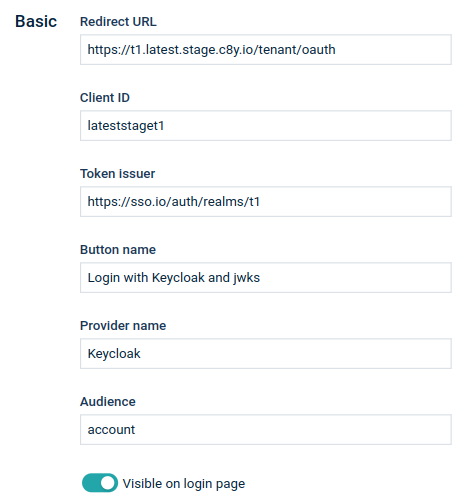 Basic
Redirect URL
https://t1.latest.stage.c8y.io/tenant/oauth
Client ID
lateststaget1
Token issuer
https://sso.io/auth/realms/t1
Button name
Login with Keycloak and jwks
Provider name
Keycloak
Audience
account
Visible on login page